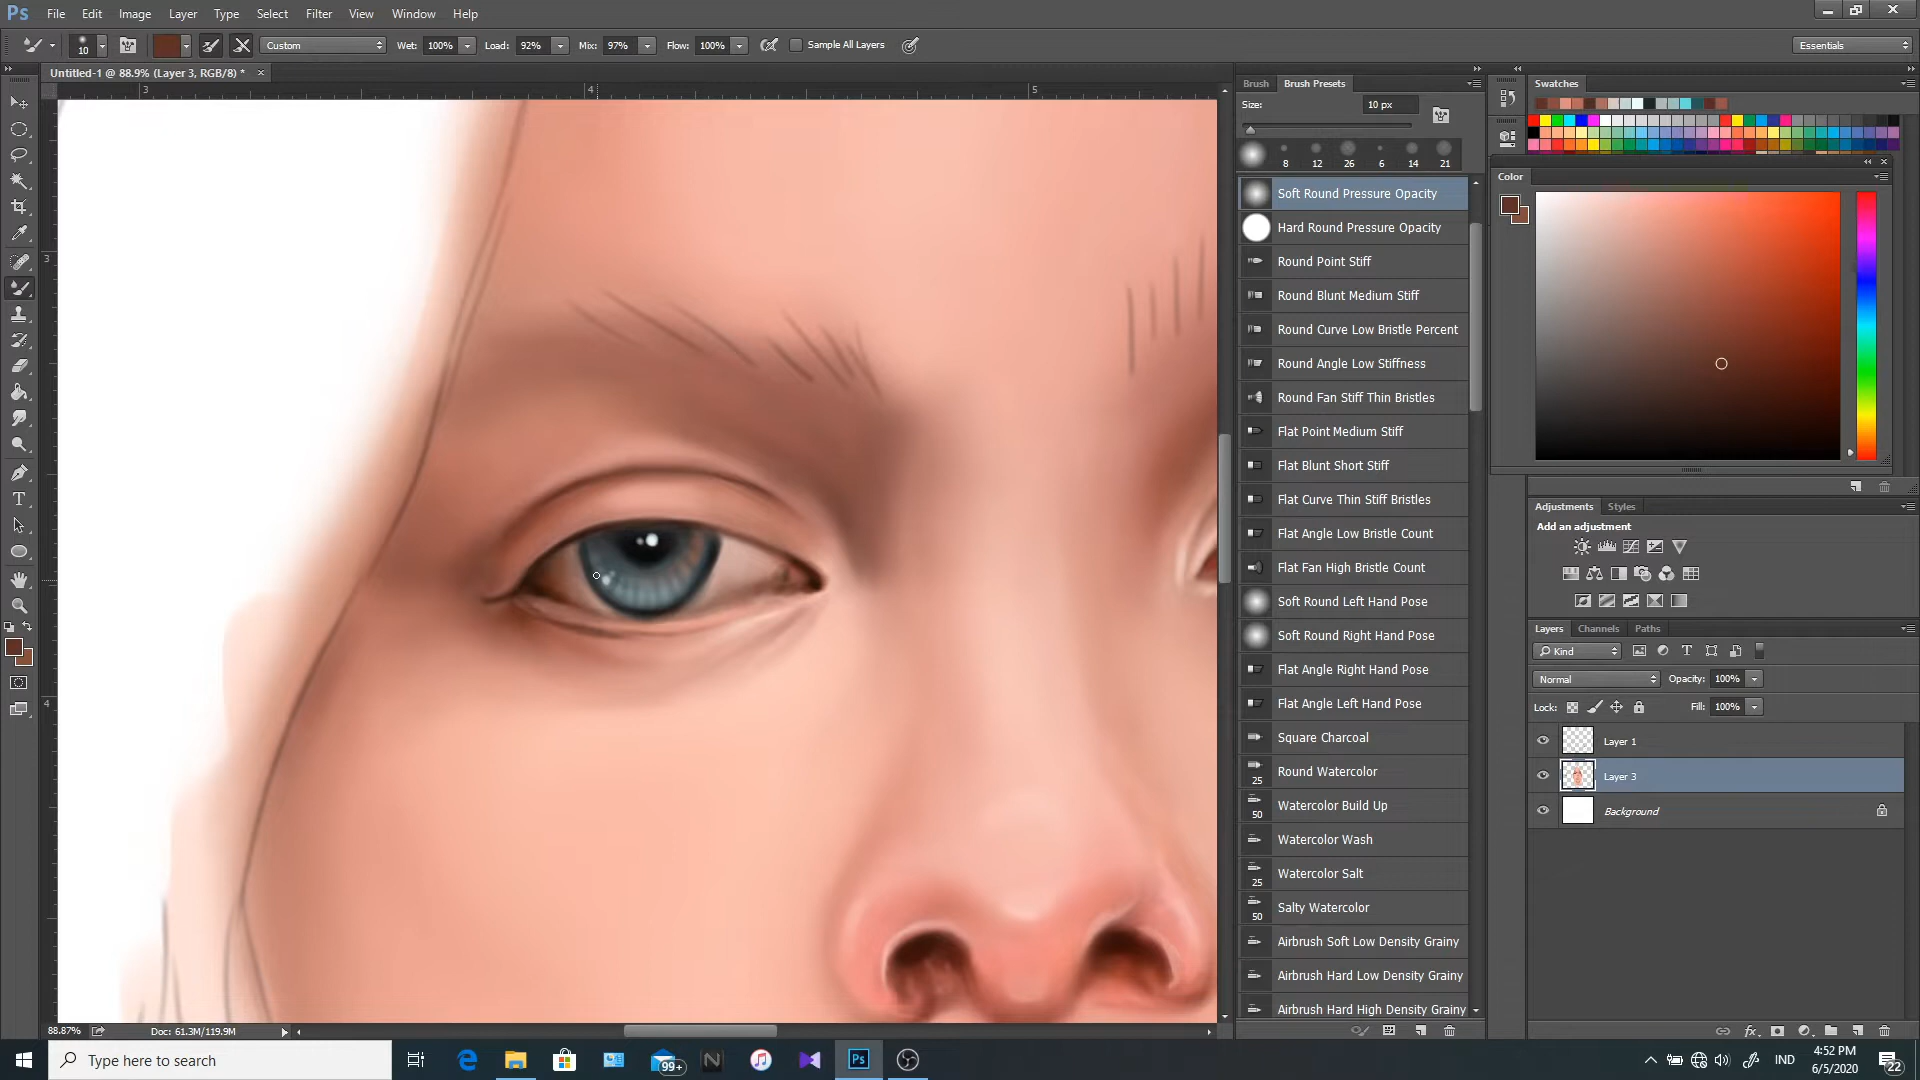 Ps File Edit Image Layer Type Select Filter View Window Help
10 Custom Wet: 100% Load: 92% Mix: 97% Flow: 100% Sample All Layers Essentials
Untitled-1 @ 88.9% (Layer 3, RGB/8) *
3 4 5
3
4
Brush Brush Presets
Size: 10 px
8 12 26 6 14 21
Soft Round Pressure Opacity
Hard Round Pressure Opacity
Round Point Stiff
Round Blunt Medium Stiff
Round Curve Low Bristle Percent
Round Angle Low Stiffness
Round Fan Stiff Thin Bristles
Flat Point Medium Stiff
Flat Blunt Short Stiff
Flat Curve Thin Stiff Bristles
Flat Angle Low Bristle Count
Flat Fan High Bristle Count
Soft Round Left Hand Pose
Soft Round Right Hand Pose
Flat Angle Right Hand Pose
Flat Angle Left Hand Pose
Square Charcoal
Round Watercolor
25
Watercolor Build Up
50
Watercolor Wash
Watercolor Salt
25
Salty Watercolor
50
Airbrush Soft Low Density Grainy
Airbrush Hard Low Density Grainy
Airbrush Hard High Density Grainy
Swatches
Color
Adjustments Styles
Add an adjustment
Layers Channels Paths
Kind
Normal Opacity: 100%
Lock: Fill: 100%
Layer 1
Layer 3
Background
88.87% Doc: 61.3M/119.9M
Type here to search
99+
Ps
IND
4:52 PM
6/5/2020
22